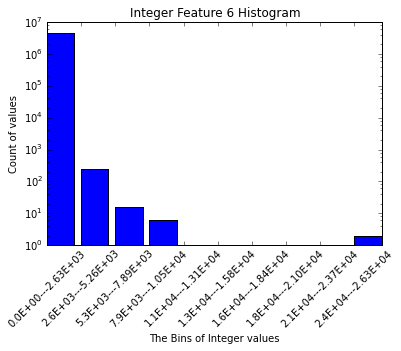 Integer Feature 6 Histogram
Count of values
10^7
10^6
10^5
10^4
10^3
10^2
10^1
10^0
0.0E+00---2.63E+03
2.6E+03---5.26E+03
5.3E+03---7.89E+03
7.9E+03---1.05E+04
1.1E+04---1.31E+04
1.3E+04---1.58E+04
1.6E+04---1.84E+04
1.8E+04---2.10E+04
2.1E+04---2.37E+04
2.4E+04---2.63E+04
The Bins of Integer values